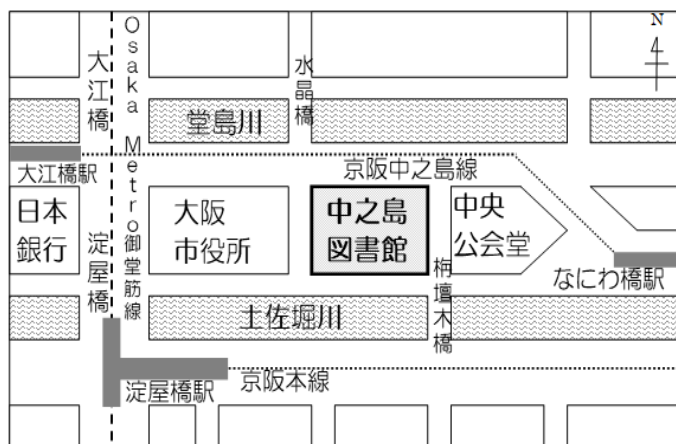 N
大江橋
Osaka Metro御堂筋線
水晶橋
堂島川
大江橋駅
京阪中之島線
日本
銀行
大阪
市役所
中之島
図書館
中央
公会堂
淀屋橋
栴壇木橋
なにわ橋駅
土佐堀川
淀屋橋駅
京阪本線